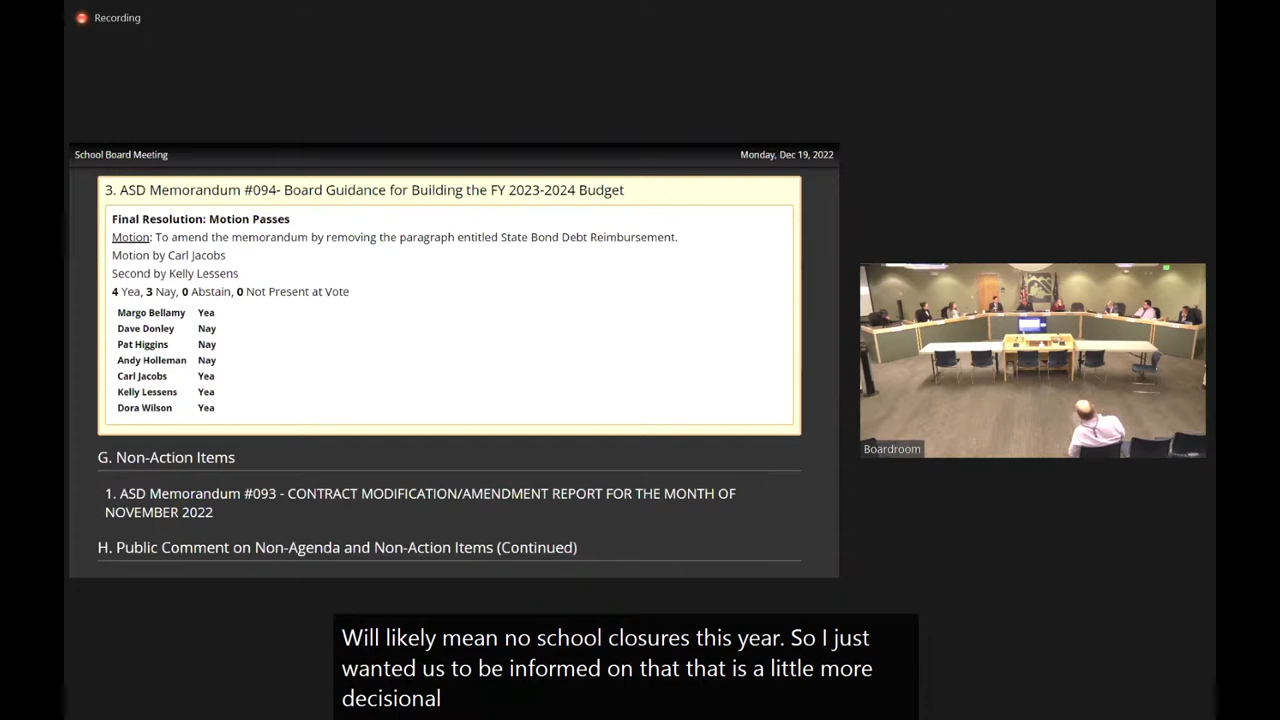 Recording
School Board Meeting
Monday, Dec 19, 2022
3. ASD Memorandum #094- Board Guidance for Building the FY 2023-2024 Budget
Final Resolution: Motion Passes
Motion: To amend the memorandum by removing the paragraph entitled State Bond Debt Reimbursement.
Motion by Carl Jacobs
Second by Kelly Lessens
4 Yea, 3 Nay, 0 Abstain, 0 Not Present at Vote
Margo Bellamy Yea
Dave Donley Nay
Pat Higgins Nay
Andy Holleman Nay
Carl Jacobs Yea
Kelly Lessens Yea
Dora Wilson Yea
G. Non-Action Items
1. ASD Memorandum #093 - CONTRACT MODIFICATION/AMENDMENT REPORT FOR THE MONTH OF
NOVEMBER 2022
H. Public Comment on Non-Agenda and Non-Action Items (Continued)
Boardroom
Will likely mean no school closures this year. So I just
wanted us to be informed on that that is a little more
decisional